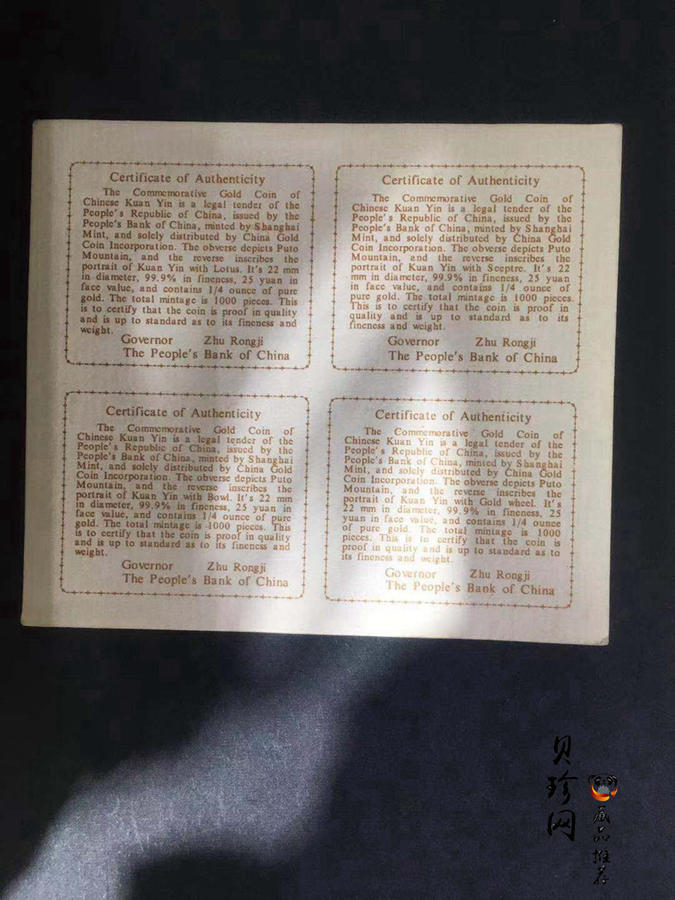 Certificate of Authenticity
The Commemorative Gold Coin of
Chinese Kuan Yin is a legal tender of the
People's Republic of China, issued by the
People's Bank of China, minted by Shanghai
Mint, and solely distributed by China Gold
Coin Incorporation. The obverse depicts Puto
Mountain, and the reverse inscribes the
portrait of Kuan Yin with Lotus. It's 22 mm
in diameter, 99.9% in fineness, 25 yuan in
face value, and contains 1/4 ounce of pure
gold. The total mintage is 1000 pieces. This
is to certify that the coin is proof in quality
and is up to standard as to its fineness and
weight.
Governor Zhu Rongji
The People's Bank of China
Certificate of Authenticity
The Commemorative Gold Coin of
Chinese Kuan Yin is a legal tender of the
People's Republic of China, issued by the
People's Bank of China, minted by Shanghai
Mint, and solely distributed by China Gold
Coin Incorporation. The obverse depicts Puto
Mountain, and the reverse inscribes the
portrait of Kuan Yin with Sceptre. It's 22
mm in diameter, 99.9% in fineness, 25 yuan
in face value, and contains 1/4 ounce of
pure gold. The total mintage is 1000 pieces.
This is to certify that the coin is proof in
quality and is up to standard as to its
fineness and weight.
Governor Zhu Rongji
The People's Bank of China
Certificate of Authenticity
The Commemorative Gold Coin of
Chinese Kuan Yin is a legal tender of the
People's Republic of China, issued by the
People's Bank of China, minted by Shanghai
Mint, and solely distributed by China Gold
Coin Incorporation. The obverse depicts Puto
Mountain, and the reverse inscribes the
portrait of Kuan Yin with Bowl. It's 22 mm
in diameter, 99.9% in fineness, 25 yuan in
face value, and contains 1/4 ounce of pure
gold. The total mintage is 1000 pieces. This
is to certify that the coin is proof in quality
and is up to standard as to its fineness and
weight.
Governor Zhu Rongji
The People's Bank of China
Certificate of Authenticity
The Commemorative Gold Coin of
Chinese Kuan Yin is a legal tender of the
People's Republic of China, issued by the
People's Bank of China, minted by Shanghai
Mint, and solely distributed by China Gold
Coin Incorporation. The obverse depicts Puto
Mountain, and the reverse inscribes the
portrait of Kuan Yin with Gold wheel. It's
22 mm in diameter, 99.9% in fineness, 25
yuan in face value, and contains 1/4 ounce
of pure gold. The total mintage is 1000
pieces. This is to certify that the coin is
proof in quality and is up to standard as to
its fineness and weight.
Governor Zhu Rongji
The People's Bank of China
贝珍网
藏品推荐